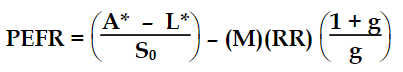 PEFR = ( A* – L* / S₀ ) – (M)(RR) ( 1 + g / g )